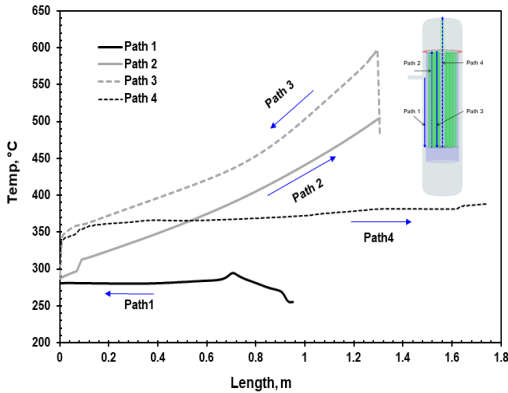 650
600
550
500
450
400
350
300
250
200
Temp, °C
Path 1
Path 2
Path 3
Path 4
Path 3
Path 2
Path4
Path1
Path 2
Path 4
Path 1
Path 3
0
0.2
0.4
0.6
0.8
1
1.2
1.4
1.6
1.8
Length, m